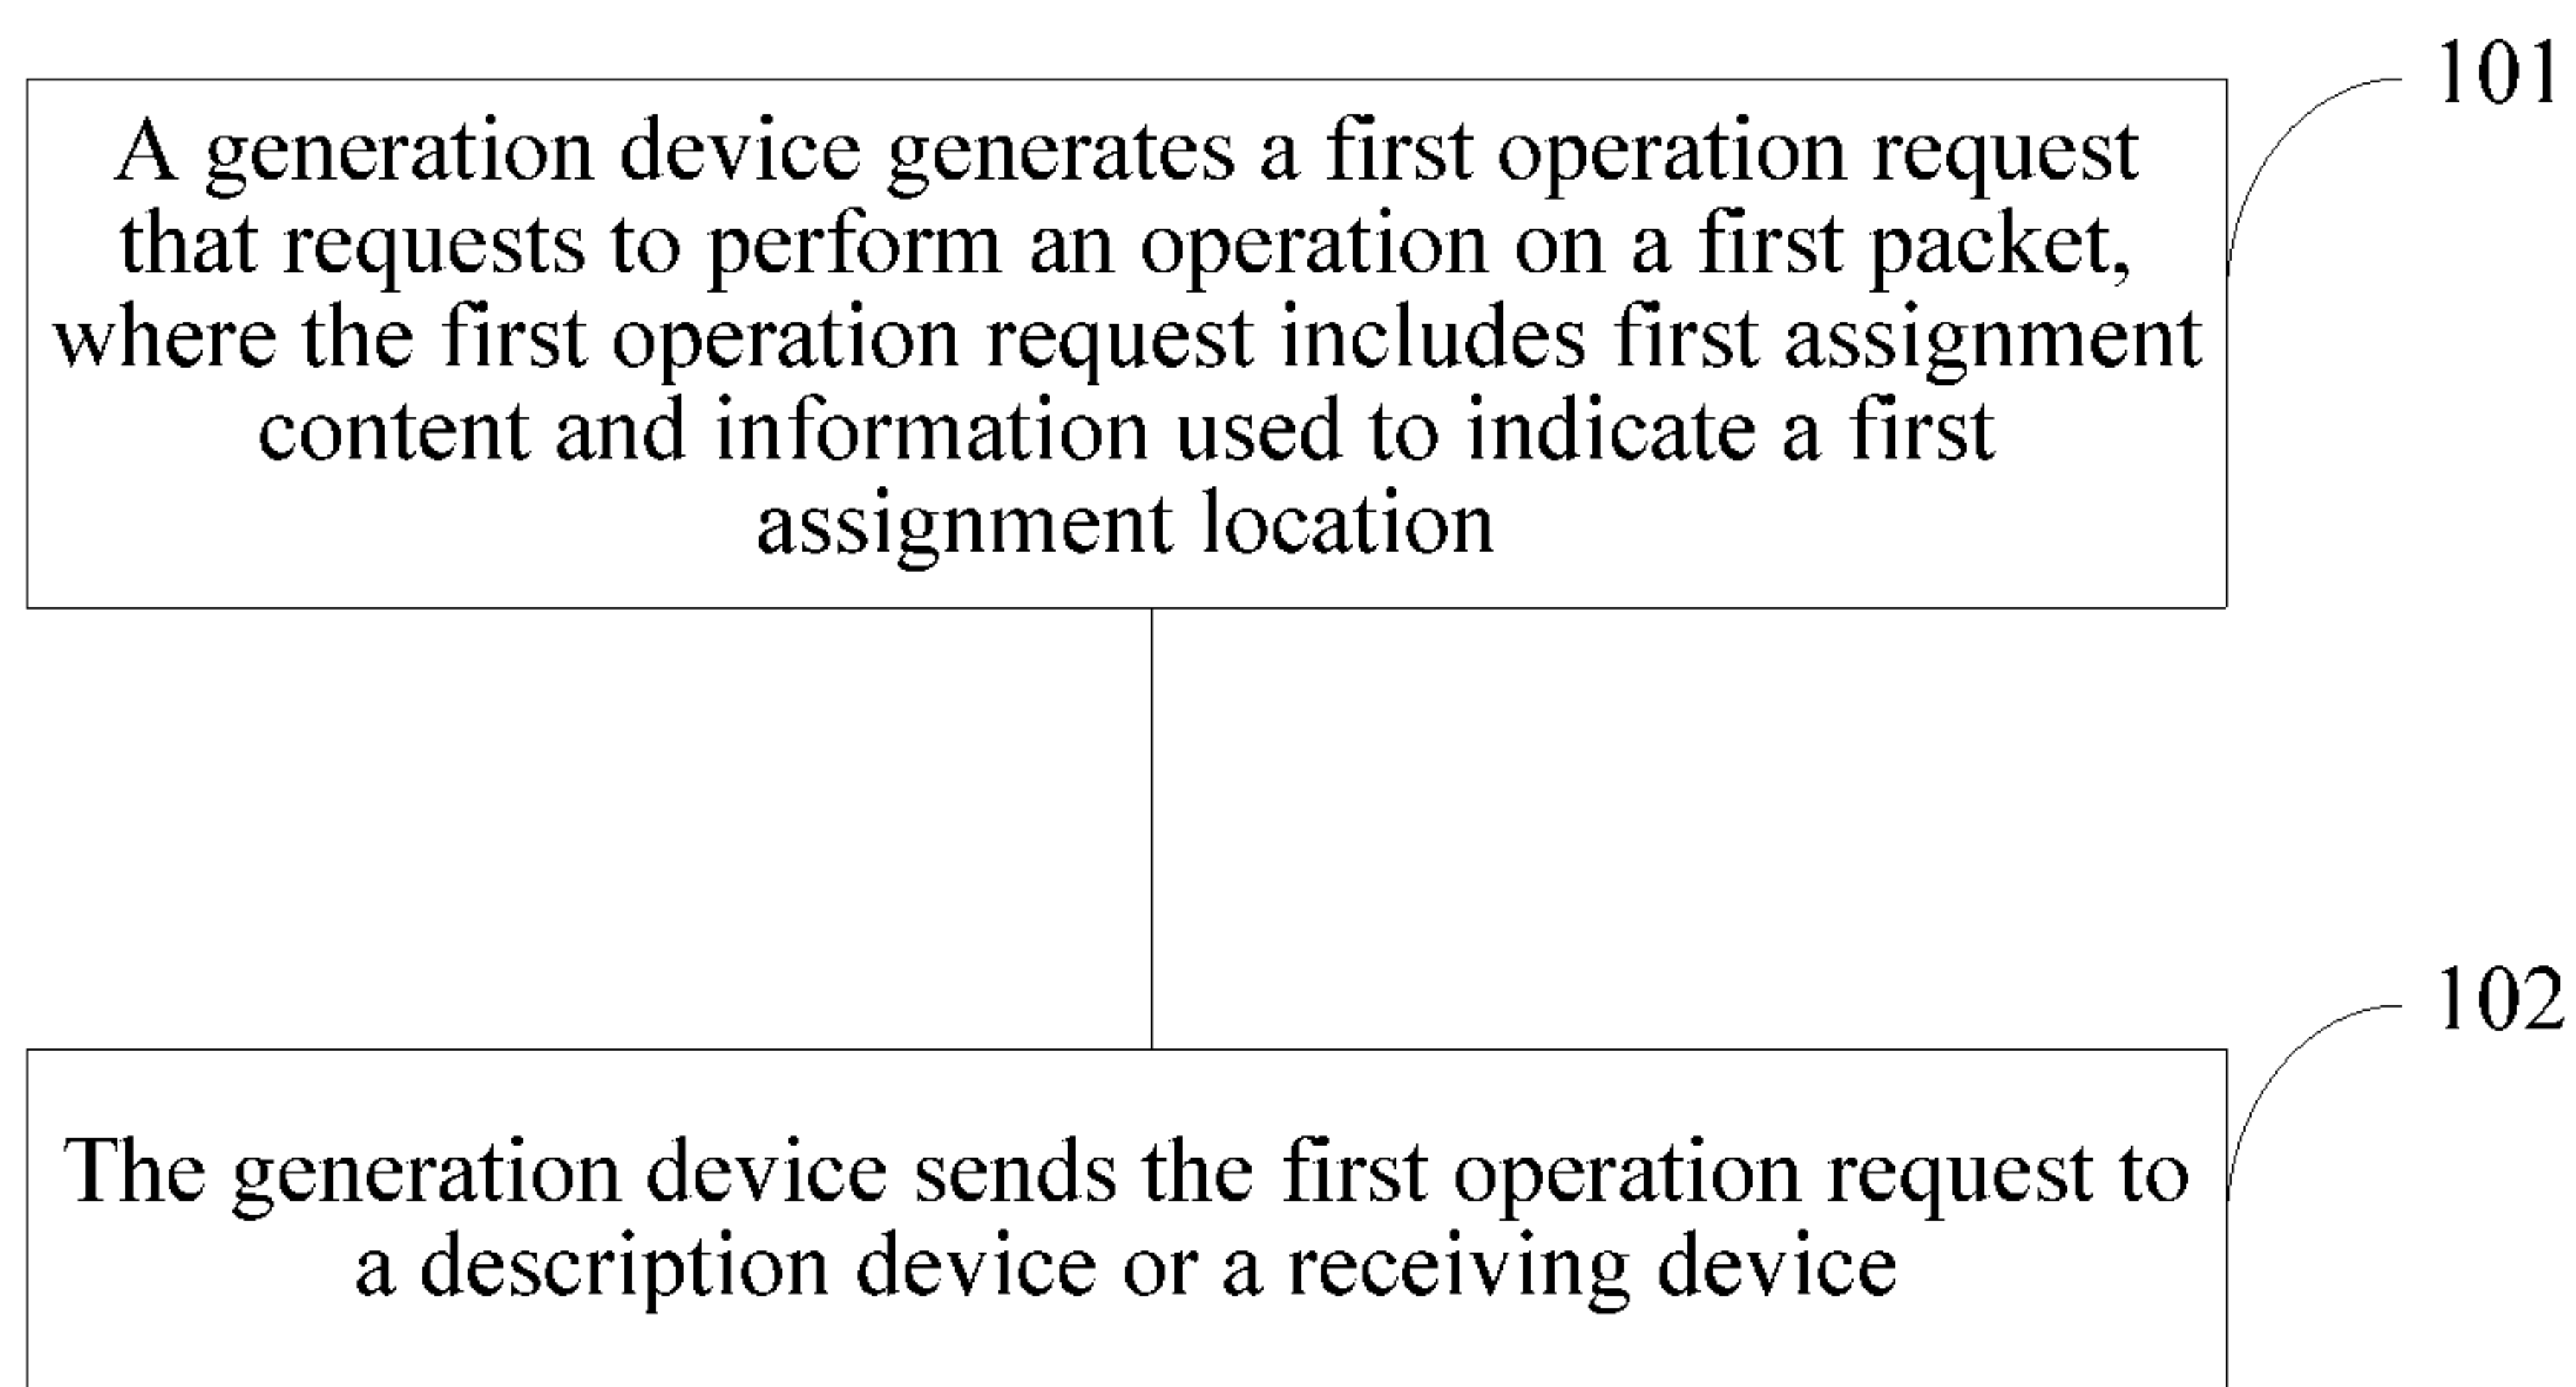 101
A generation device generates a first operation request
that requests to perform an operation on a first packet,
where the first operation request includes first assignment
content and information used to indicate a first
assignment location
102
The generation device sends the first operation request to
a description device or a receiving device